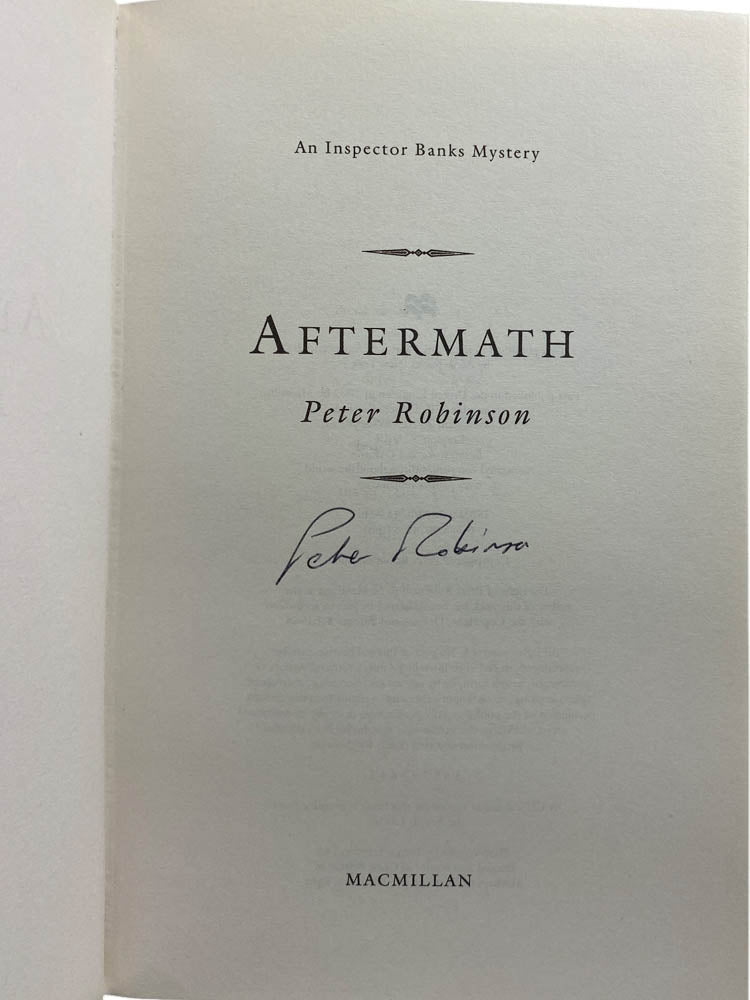 An Inspector Banks Mystery
AFTERMATH
Peter Robinson
Peter Robinson
MACMILLAN